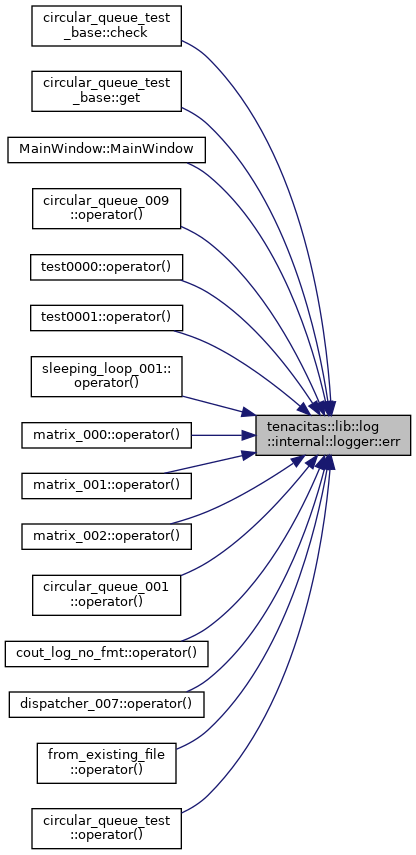 circular_queue_test
_base::check
circular_queue_test
_base::get
MainWindow::MainWindow
circular_queue_009
::operator()
test0000::operator()
test0001::operator()
sleeping_loop_001::
operator()
tenacitas::lib::log
::internal::logger::err
matrix_000::operator()
matrix_001::operator()
matrix_002::operator()
circular_queue_001
::operator()
cout_log_no_fmt::operator()
dispatcher_007::operator()
from_existing_file
::operator()
circular_queue_test
::operator()